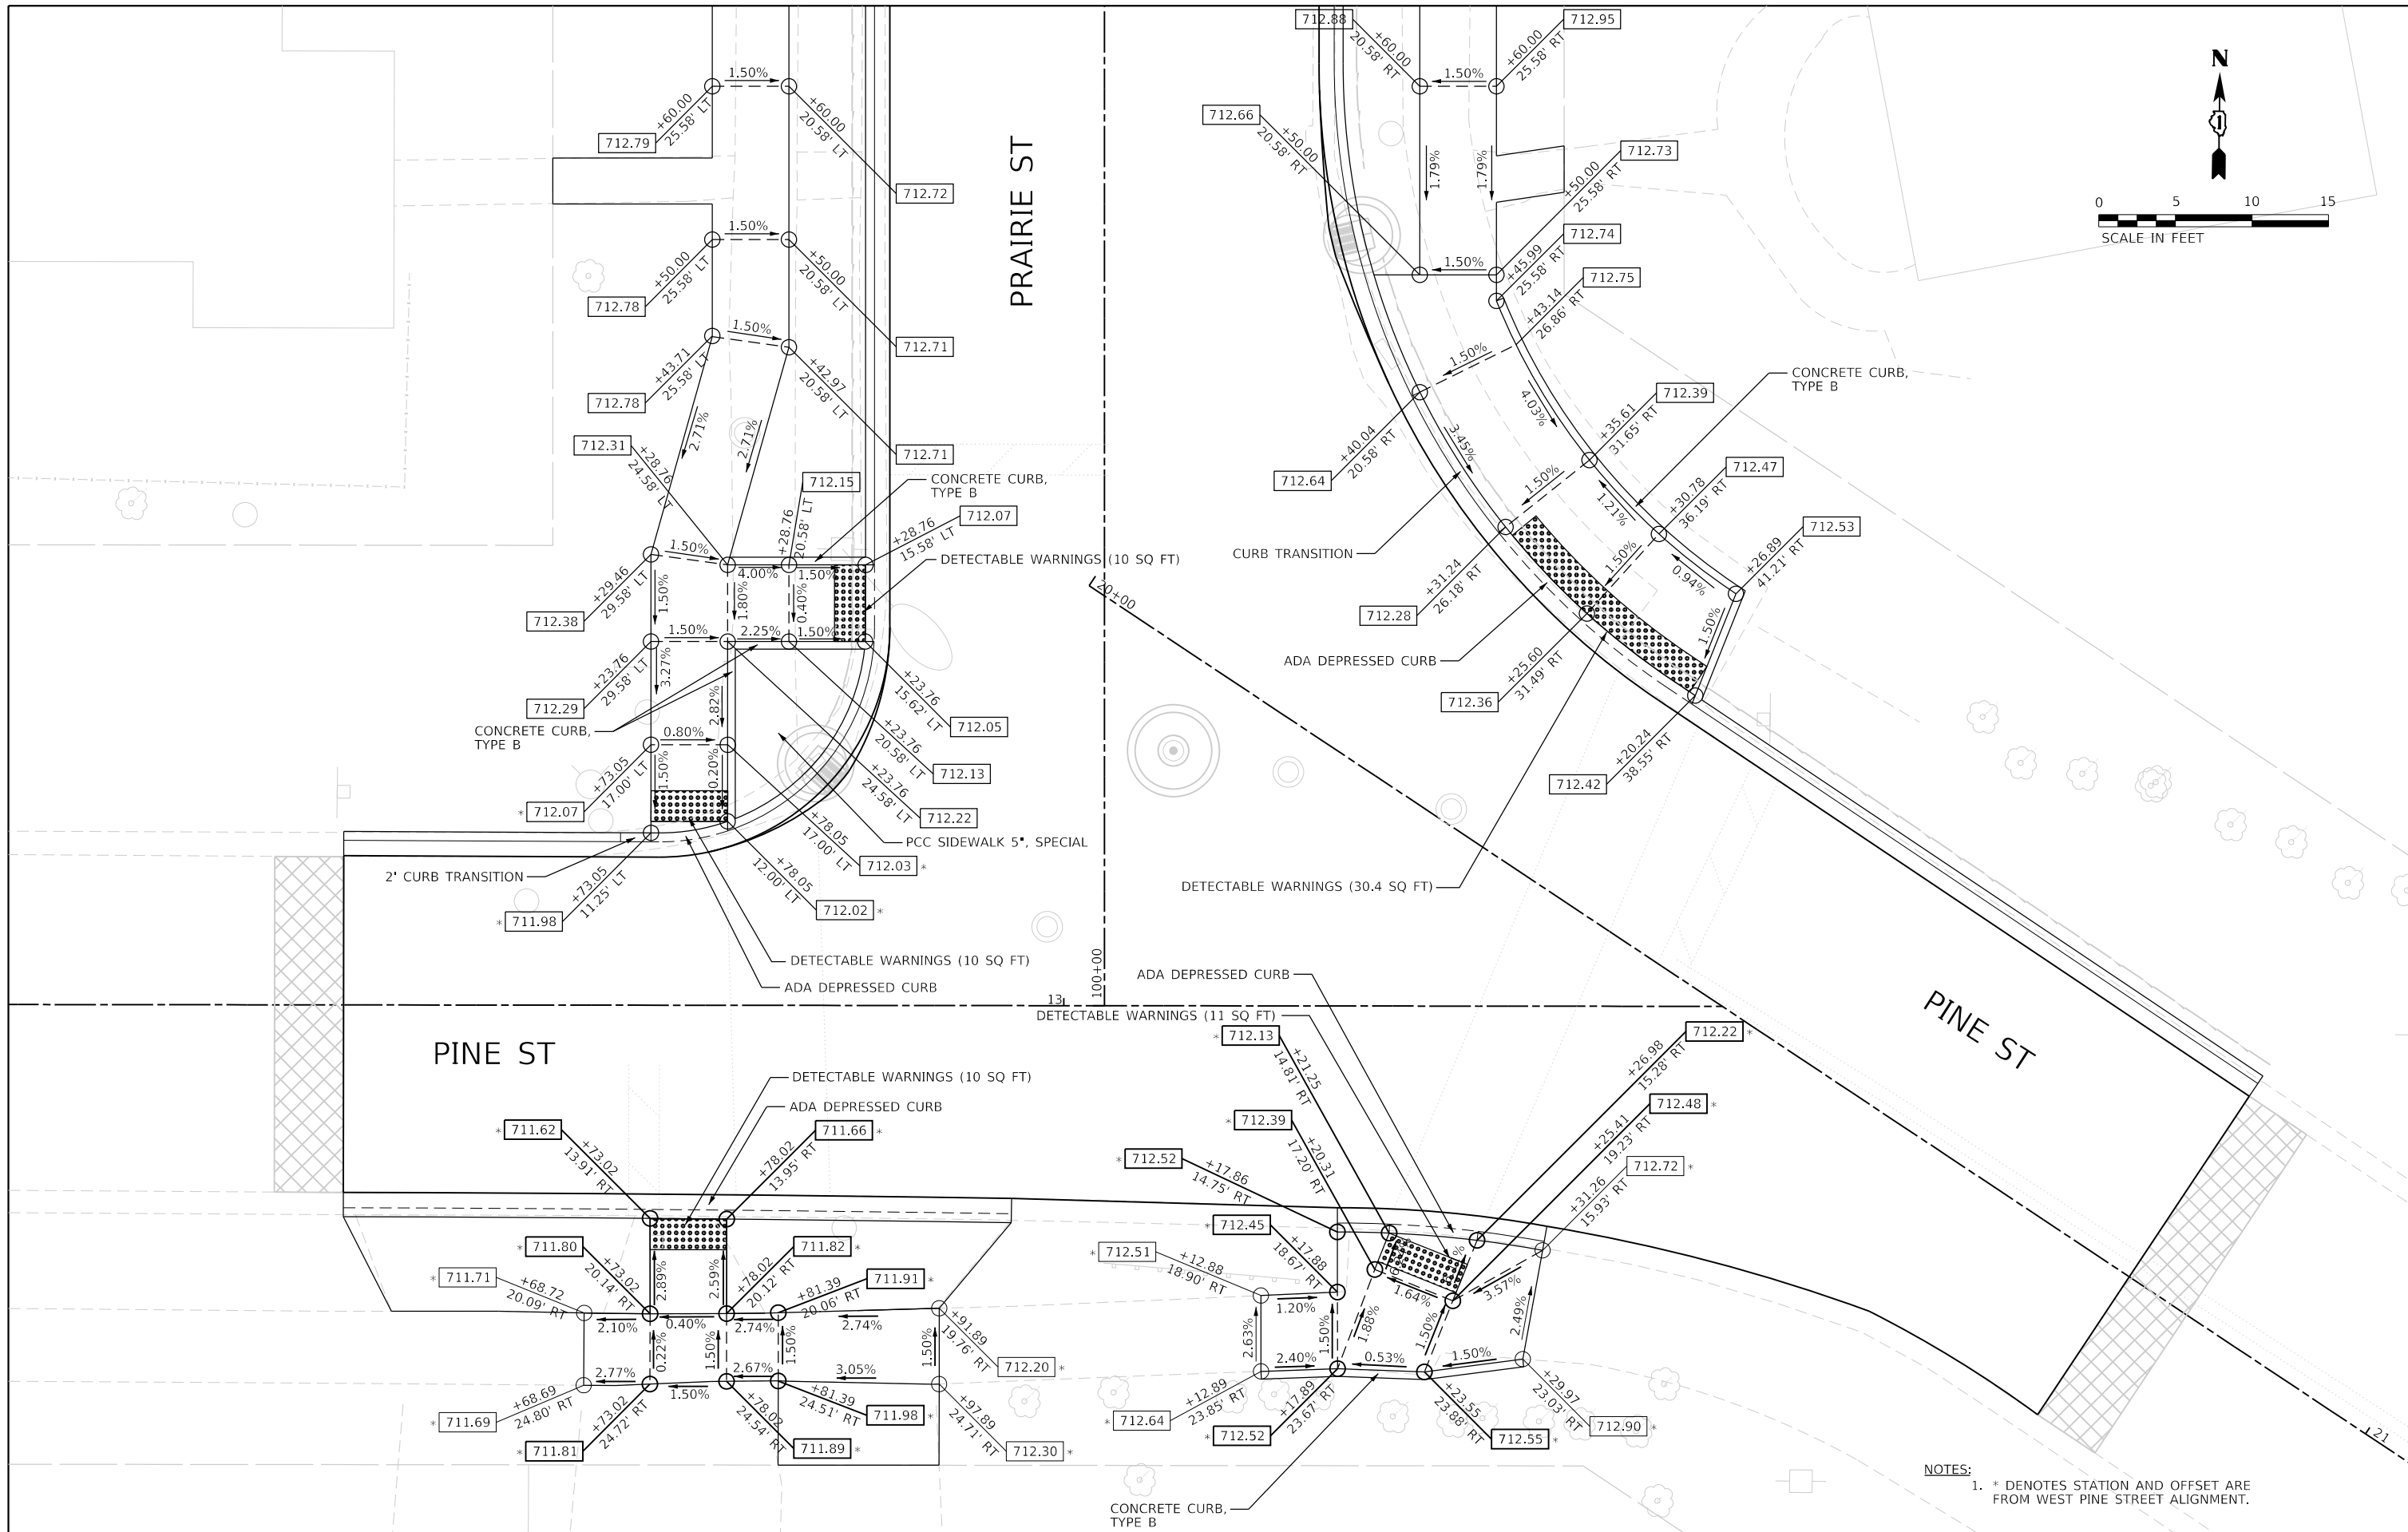 712.88
+60.00
20.58' RT
712.95
+60.00
25.58' RT
1.50%
N
1
0 5 10 15
SCALE IN FEET
1.50%
+60.00
25.58' LT
712.79
+60.00
20.58' LT
712.72
PRAIRIE ST
712.66
+50.00
20.58' RT
1.79%
1.79%
712.73
+50.00
25.58' RT
1.50%
712.74
+45.99
25.58' RT
712.75
+43.14
26.86' RT
1.50%
+50.00
25.58' LT
712.78
+50.00
20.58' LT
712.71
1.50%
+43.71
25.58' LT
712.78
+42.97
20.58' LT
712.71
2.71%
2.71%
1.50%
CONCRETE CURB,
TYPE B
4.03%
3.45%
712.39
+35.61
31.65' RT
+40.04
20.58' RT
712.64
1.50%
712.47
+30.78
36.19' RT
1.21%
712.53
+26.89
41.21' RT
1.50%
0.94%
1.50%
CURB TRANSITION
+31.24
26.18' RT
712.28
ADA DEPRESSED CURB
+25.60
31.49' RT
712.36
+20.24
38.55' RT
712.42
DETECTABLE WARNINGS (30.4 SQ FT)
712.31
+28.76
24.58' LT
712.15
+28.76
20.58' LT
CONCRETE CURB,
TYPE B
712.07
+28.76
15.58' LT
DETECTABLE WARNINGS (10 SQ FT)
1.50%
4.00%
1.50%
+29.46
29.58' LT
712.38
1.50%
1.80%
0.40%
1.50%
2.25%
1.50%
+23.76
29.58' LT
712.29
3.27%
2.82%
CONCRETE CURB,
TYPE B
+23.76
15.62' LT
712.05
+23.76
20.58' LT
712.13
+23.76
24.58' LT
712.22
0.80%
1.50%
0.20%
+73.05
17.00' LT
* 712.07
PCC SIDEWALK 5", SPECIAL
+78.05
17.00' LT
712.03 *
2' CURB TRANSITION
+73.05
11.25' LT
* 711.98
+78.05
12.00' LT
712.02 *
DETECTABLE WARNINGS (10 SQ FT)
ADA DEPRESSED CURB
20+00
100+00
13
PINE ST
PINE ST
21
DETECTABLE WARNINGS (10 SQ FT)
ADA DEPRESSED CURB
* 711.62
+73.02
13.91' RT
711.66 *
+78.02
13.95' RT
* 711.80
+73.02
20.14' RT
711.82 *
+78.02
20.12' RT
* 711.71
+68.72
20.09' RT
711.91 *
+81.39
20.06' RT
2.89%
2.59%
2.10%
0.40%
2.74%
2.74%
0.22%
1.50%
1.50%
1.50%
+91.89
19.76' RT
712.20 *
2.77%
1.50%
2.67%
3.05%
+68.69
24.80' RT
* 711.69
+73.02
24.72' RT
* 711.81
+78.02
24.54' RT
711.89 *
+81.39
24.51' RT
711.98 *
+97.89
24.71' RT
712.30 *
ADA DEPRESSED CURB
DETECTABLE WARNINGS (11 SQ FT)
* 712.13
+21.25
14.81' RT
712.22 *
+26.98
15.28' RT
* 712.39
+20.31
17.20' RT
712.48 *
+25.41
19.23' RT
* 712.52
+17.86
14.75' RT
712.72 *
+31.26
15.93' RT
* 712.45
+17.88
18.67' RT
* 712.51
+12.88
18.90' RT
1.20%
1.64%
3.57%
2.63%
1.50%
1.88%
1.50%
2.49%
2.40%
0.53%
1.50%
+12.89
23.85' RT
* 712.64
+17.89
23.67' RT
* 712.52
+23.55
23.88' RT
712.55 *
+29.97
23.03' RT
712.90 *
CONCRETE CURB,
TYPE B
NOTES:
1. * DENOTES STATION AND OFFSET ARE
FROM WEST PINE STREET ALIGNMENT.